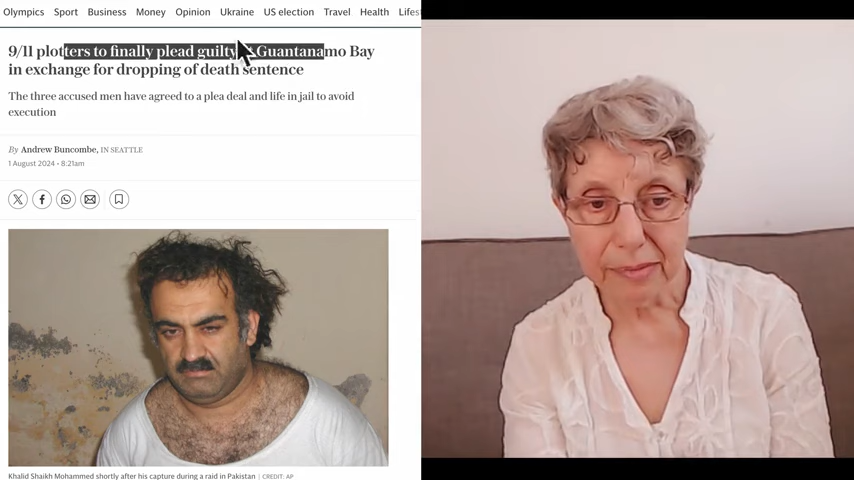 Olympics Sport Business Money Opinion Ukraine US election Travel Health Lifes
9/11 plotters to finally plead guilty Guantanamo Bay
in exchange for dropping of death sentence
The three accused men have agreed to a plea deal and life in jail to avoid
execution
By Andrew Buncombe, IN SEATTLE
1 August 2024 • 8:21am
Khalid Shaikh Mohammed shortly after his capture during a raid in Pakistan | CREDIT: AP